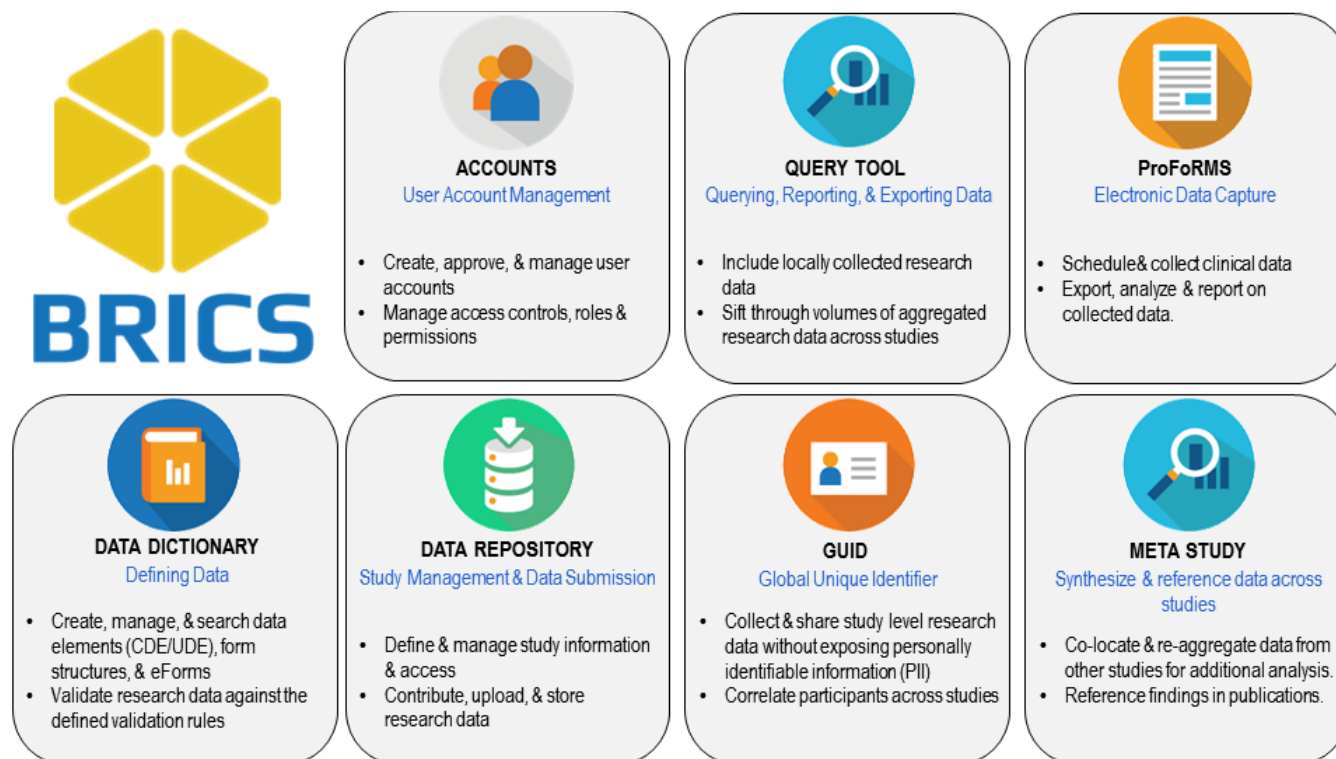 BRICS
ACCOUNTS
User Account Management
• Create, approve, & manage user
accounts
• Manage access controls, roles &
permissions
QUERY TOOL
Querying, Reporting, & Exporting Data
• Include locally collected research
data
• Sift through volumes of aggregated
research data across studies
ProFoRMS
Electronic Data Capture
• Schedule & collect clinical data
• Export, analyze & report on
collected data.
DATA DICTIONARY
Defining Data
• Create, manage, & search data
elements (CDE/UDE), form
structures, & eForms
• Validate research data against the
defined validation rules
DATA REPOSITORY
Study Management & Data Submission
• Define & manage study information
& access
• Contribute, upload, & store
research data
GUID
Global Unique Identifier
• Collect & share study level research
data without exposing personally
identifiable information (PII)
• Correlate participants across studies
META STUDY
Synthesize & reference data across
studies
• Co-locate & re-aggregate data from
other studies for additional analysis.
• Reference findings in publications.